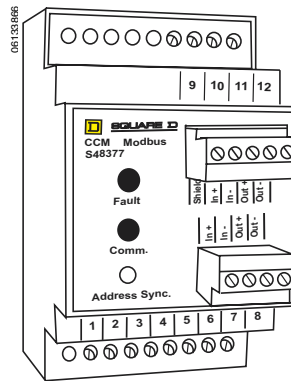 06133866
9 10 11 12
SQUARE D
CCM Modbus
S48377
Fault
Comm.
Address Sync.
Shield
In +
In -
Out +
Out -
In +
In -
Out +
Out -
1 2 3 4 5 6 7 8